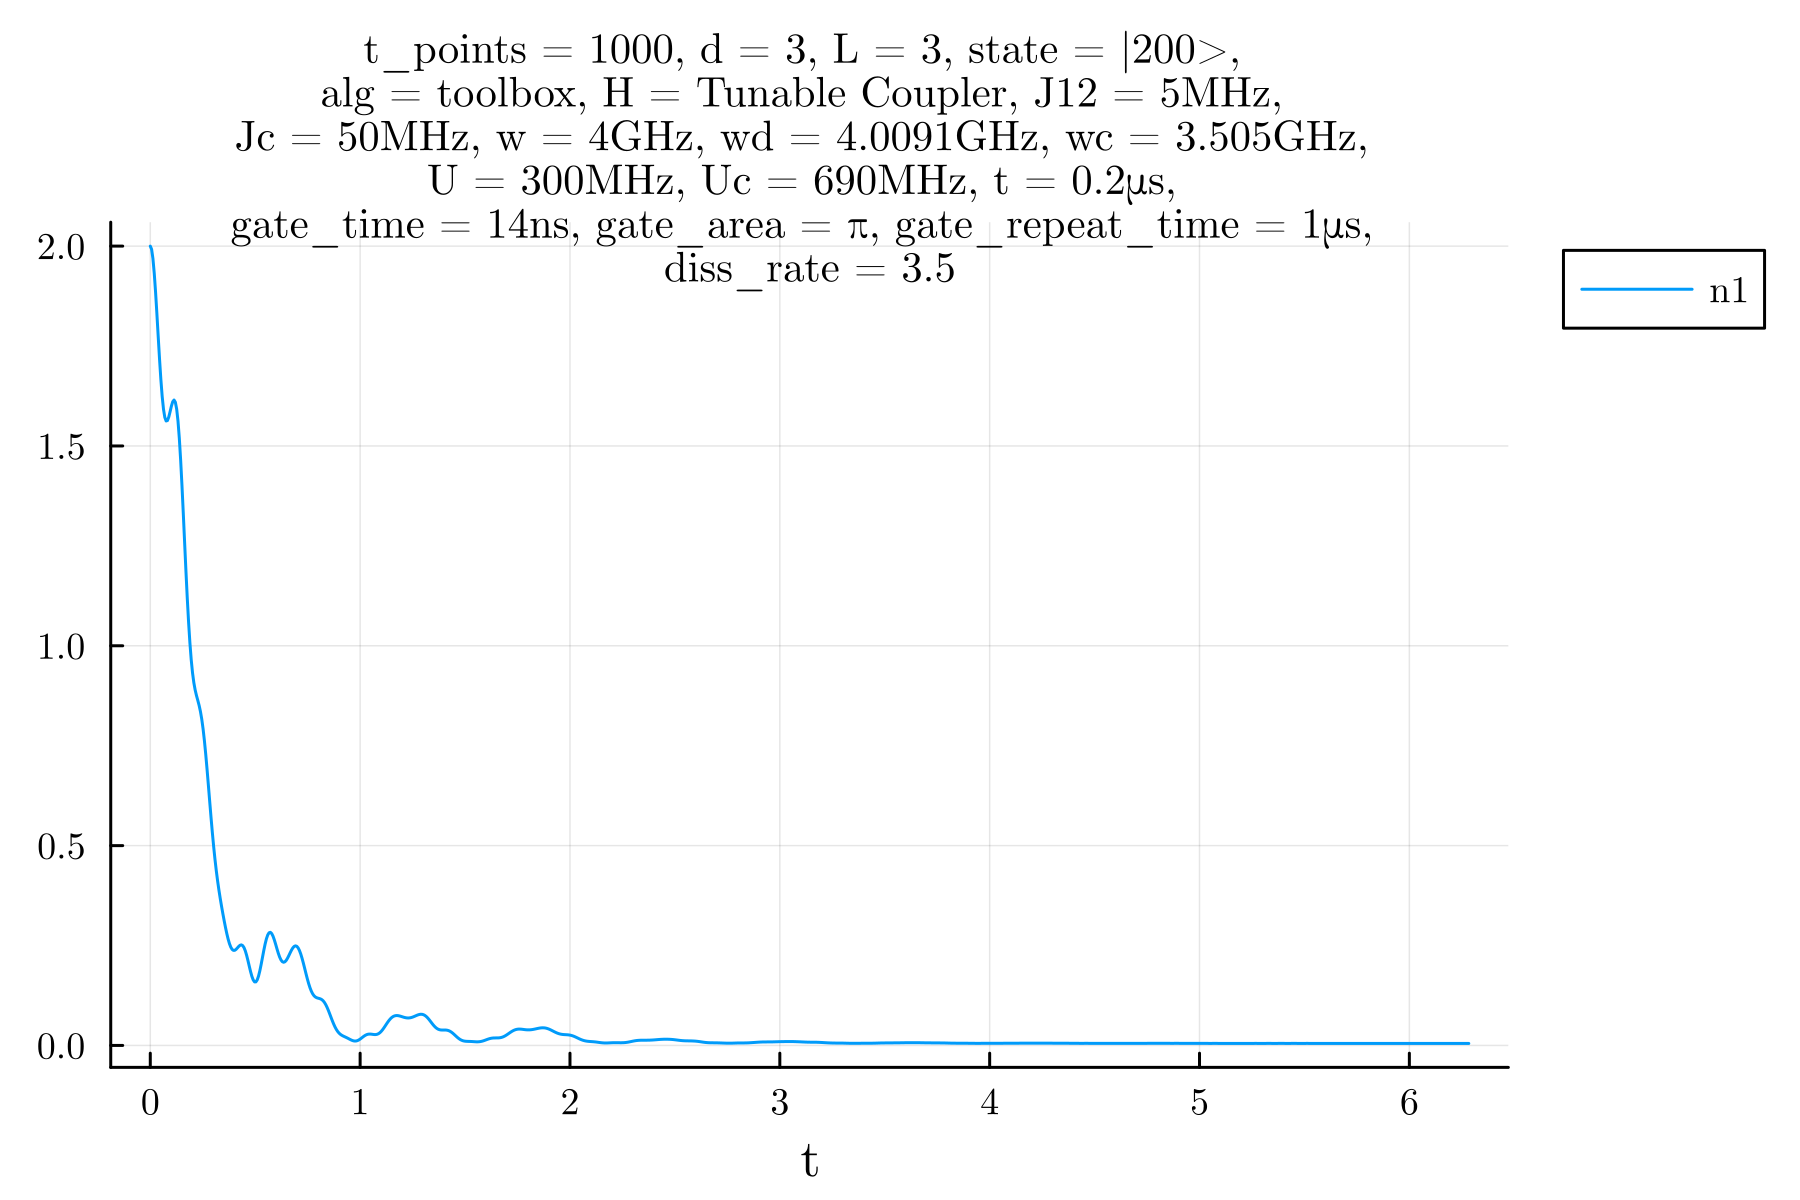 t_points = 1000, d = 3, L = 3, state = |200>,
alg = toolbox, H = Tunable Coupler, J12 = 5MHz,
Jc = 50MHz, w = 4GHz, wd = 4.0091GHz, wc = 3.505GHz,
U = 300MHz, Uc = 690MHz, t = 0.2μs,
gate_time = 14ns, gate_area = π, gate_repeat_time = 1μs,
diss_rate = 3.5
n1
2.0
1.5
1.0
0.5
0.0
0 1 2 3 4 5 6
t